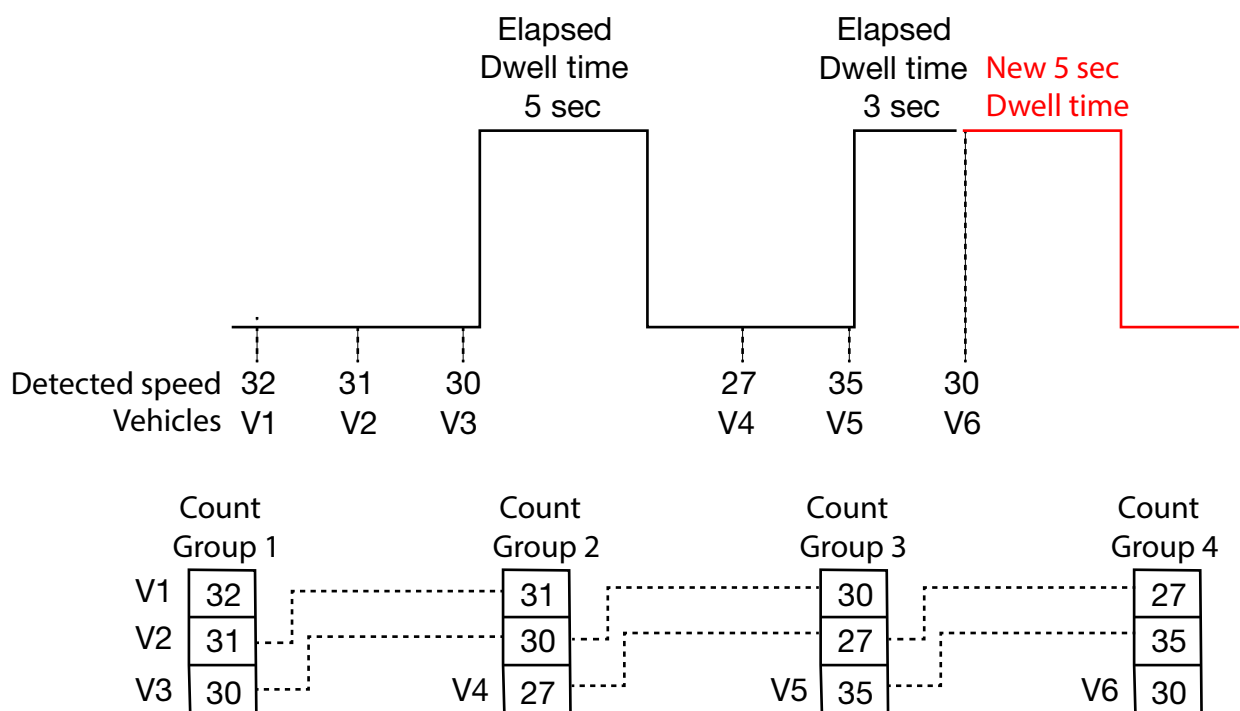 Elapsed
Dwell time
5 sec
Elapsed
Dwell time
3 sec
New 5 sec
Dwell time
Detected speed 32 31 30 27 35 30
Vehicles V1 V2 V3 V4 V5 V6
Count
Group 1
Count
Group 2
Count
Group 3
Count
Group 4
V1 32 31 30 27
V2 31 30 27 35
V3 30 V4 27 V5 35 V6 30